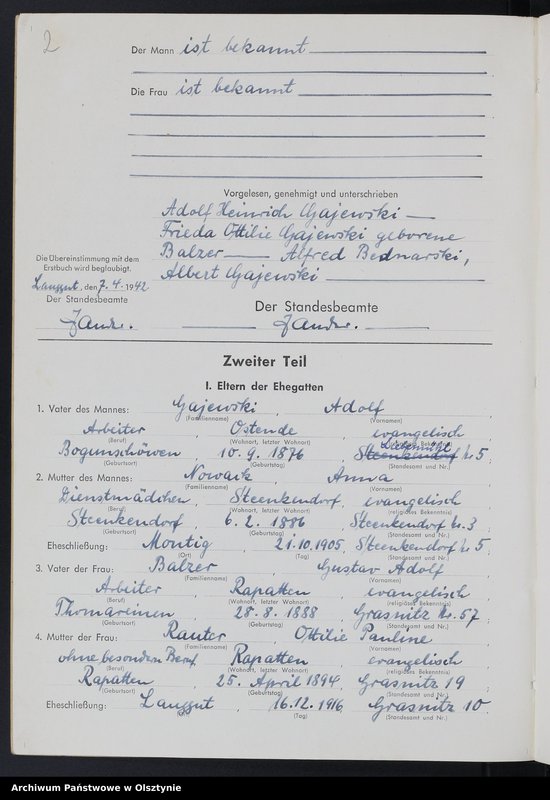 2
Der Mann ist bekannt
Die Frau ist bekannt
Vorgelesen, genehmigt und unterschrieben
Adolf Heinrich Gajewski
Frieda Ottilie Gajewski geborene
Balzer Alfred Bednarski,
Albert Gajewski
Die Übereinstimmung mit dem
Erstbuch wird beglaubigt.
Langgut, den 7. 4. 1942
Der Standesbeamte
Der Standesbeamte
Zweiter Teil
I. Eltern der Ehegatten
1. Vater des Mannes: Gajewski, Adolf
(Familienname) (Vornamen)
Arbeiter, Ostende, evangelisch
(Beruf) (Wohnort, letzter Wohnort) (religiöses Bekenntnis)
Bogunschöwen, 10. 9. 1876 Steenkendorf Nr. 5
(Geburtsort) (Geburtstag) (Standesamt und Nr.)
2. Mutter des Mannes: Nowack, Anna
(Familienname) (Vornamen)
Dienstmädchen, Steenkendorf, evangelisch
(Beruf) (Wohnort, letzter Wohnort) (religiöses Bekenntnis)
Steenkendorf, 6. 2. 1886 Steenkendorf Nr. 3
(Geburtsort) (Geburtstag) (Standesamt und Nr.)
Eheschließung: Montig, 21. 10. 1905, Steenkendorf Nr. 5
(Ort) (Tag) (Standesamt und Nr.)
3. Vater der Frau: Balzer Gustav Adolf
(Familienname) (Vornamen)
Arbeiter, Rapatten, evangelisch
(Beruf) (Wohnort, letzter Wohnort) (religiöses Bekenntnis)
Thomareinen 28. 8. 1888 Grasnitz Nr. 57
(Geburtsort) (Geburtstag) (Standesamt und Nr.)
4. Mutter der Frau: Rauter, Ottilie Pauline
(Familienname) (Vornamen)
ohne besondern Beruf, Rapatten, evangelisch
(Beruf) (Wohnort, letzter Wohnort) (religiöses Bekenntnis)
Rapatten, 25. April 1894, Grasnitz 19
(Geburtsort) (Geburtstag) (Standesamt und Nr.)
Eheschließung: Langgut, 16. 12. 1916, Grasnitz 10
(Ort) (Tag) (Standesamt und Nr.)
Archiwum Państwowe w Olsztynie